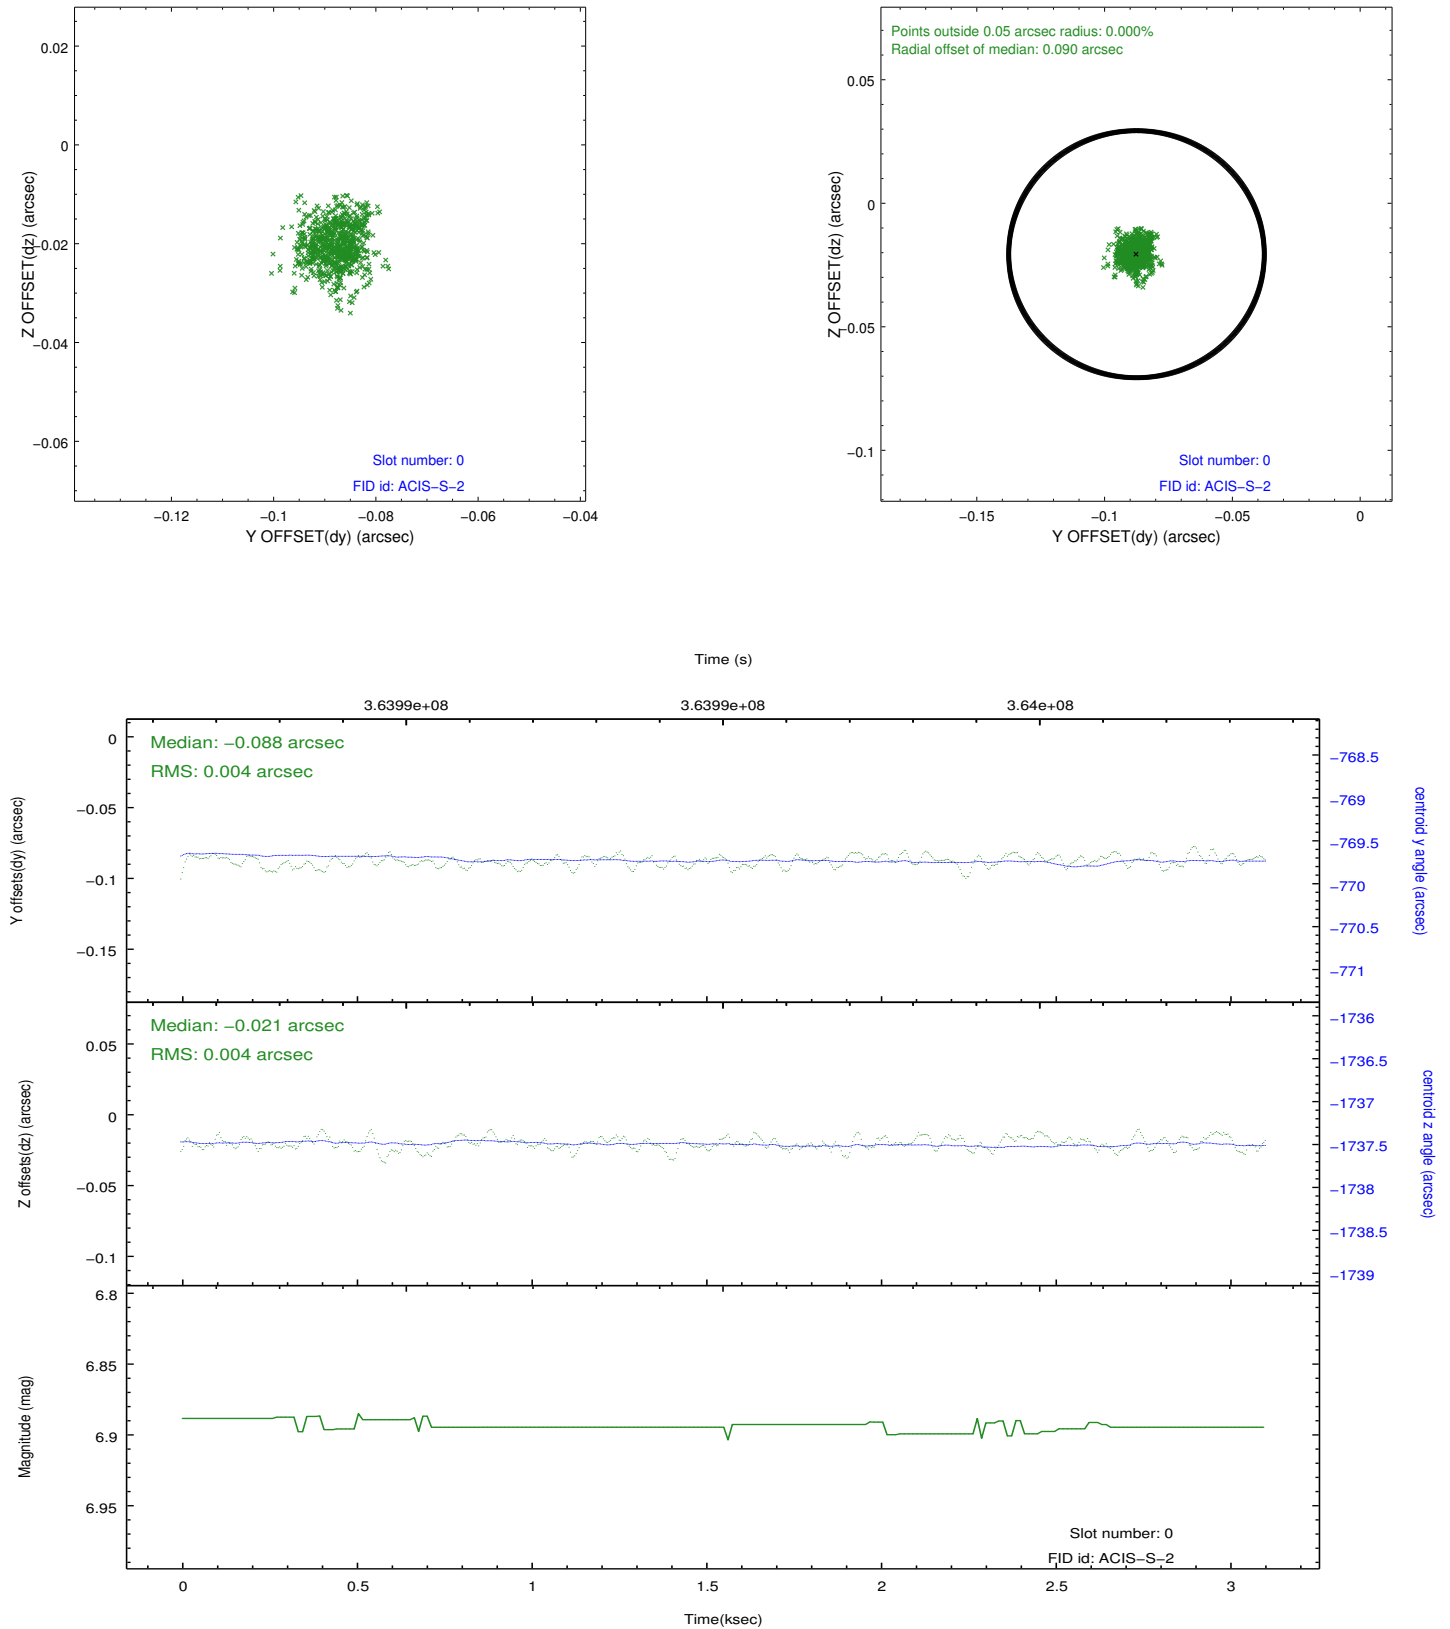 0.02
0
−0.02
−0.04
−0.06
Z OFFSET(dz) (arcsec)
Slot number: 0
FID id: ACIS−S−2
−0.12
−0.1
−0.08
−0.06
−0.04
Y OFFSET(dy) (arcsec)
Points outside 0.05 arcsec radius: 0.000%
Radial offset of median: 0.090 arcsec
0.05
0
−0.05
−0.1
Z OFFSET(dz) (arcsec)
Slot number: 0
FID id: ACIS−S−2
−0.15
−0.1
−0.05
0
Y OFFSET(dy) (arcsec)
Time (s)
3.6399e+08
3.6399e+08
3.64e+08
Median: −0.088 arcsec
RMS: 0.004 arcsec
0
−0.05
−0.1
−0.15
Y offsets(dy) (arcsec)
−768.5
−769
−769.5
−770
−770.5
−771
centroid y angle (arcsec)
Median: −0.021 arcsec
RMS: 0.004 arcsec
0.05
0
−0.05
−0.1
Z offsets(dz) (arcsec)
−1736
−1736.5
−1737
−1737.5
−1738
−1738.5
−1739
centroid z angle (arcsec)
6.8
6.85
6.9
6.95
Magnitude (mag)
Slot number: 0
FID id: ACIS−S−2
0
0.5
1
1.5
2
2.5
3
Time(ksec)